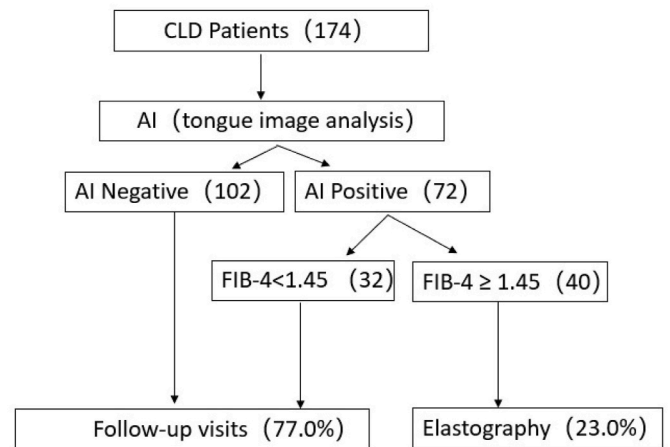 CLD Patients（174）
AI（tongue image analysis）
AI Negative（102）
AI Positive（72）
FIB-4<1.45 （32）
FIB-4 ≥ 1.45（40）
Follow-up visits（77.0%）
Elastography（23.0%）